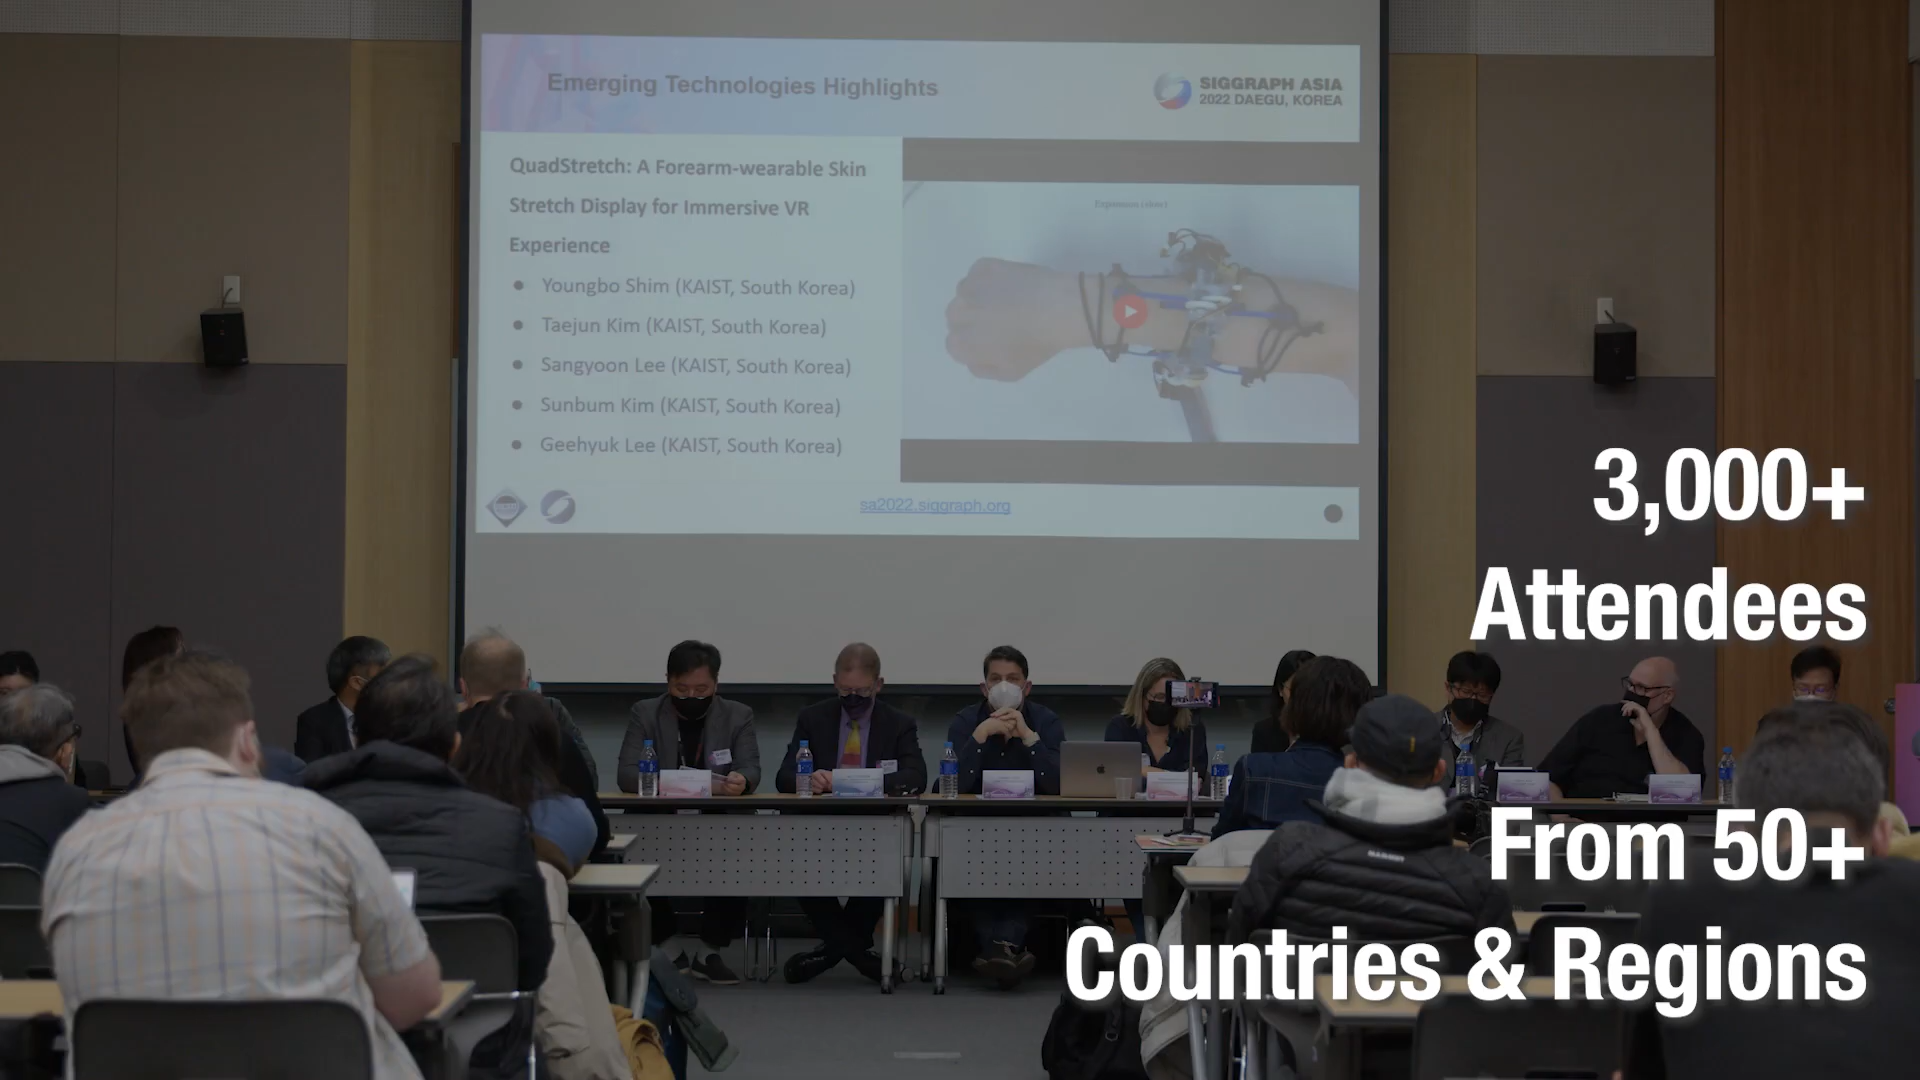 Emerging Technologies Highlights
SIGGRAPH ASIA
2022 DAEGU, KOREA
QuadStretch: A Forearm-wearable Skin
Stretch Display for Immersive VR
Experience
Youngbo Shim (KAIST, South Korea)
Taejun Kim (KAIST, South Korea)
Sangyoon Lee (KAIST, South Korea)
Sunbum Kim (KAIST, South Korea)
Geehyuk Lee (KAIST, South Korea)
sa2022.siggraph.org
3,000+
Attendees
From 50+
Countries & Regions